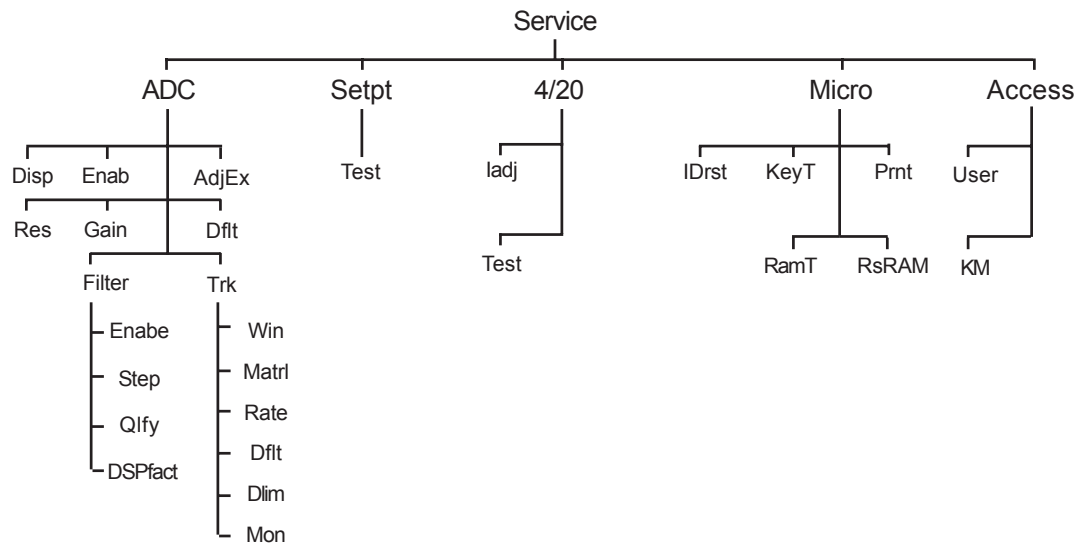 Service
ADC Setpt 4/20 Micro Access
Disp Enab AdjEx Test Iadj IDrst KeyT Prnt User
Res Gain Dflt Test RamT RsRAM KM
Filter Trk
Enabe Win
Step Matrl
Qlfy Rate
DSPfact Dflt
Dlim
Mon